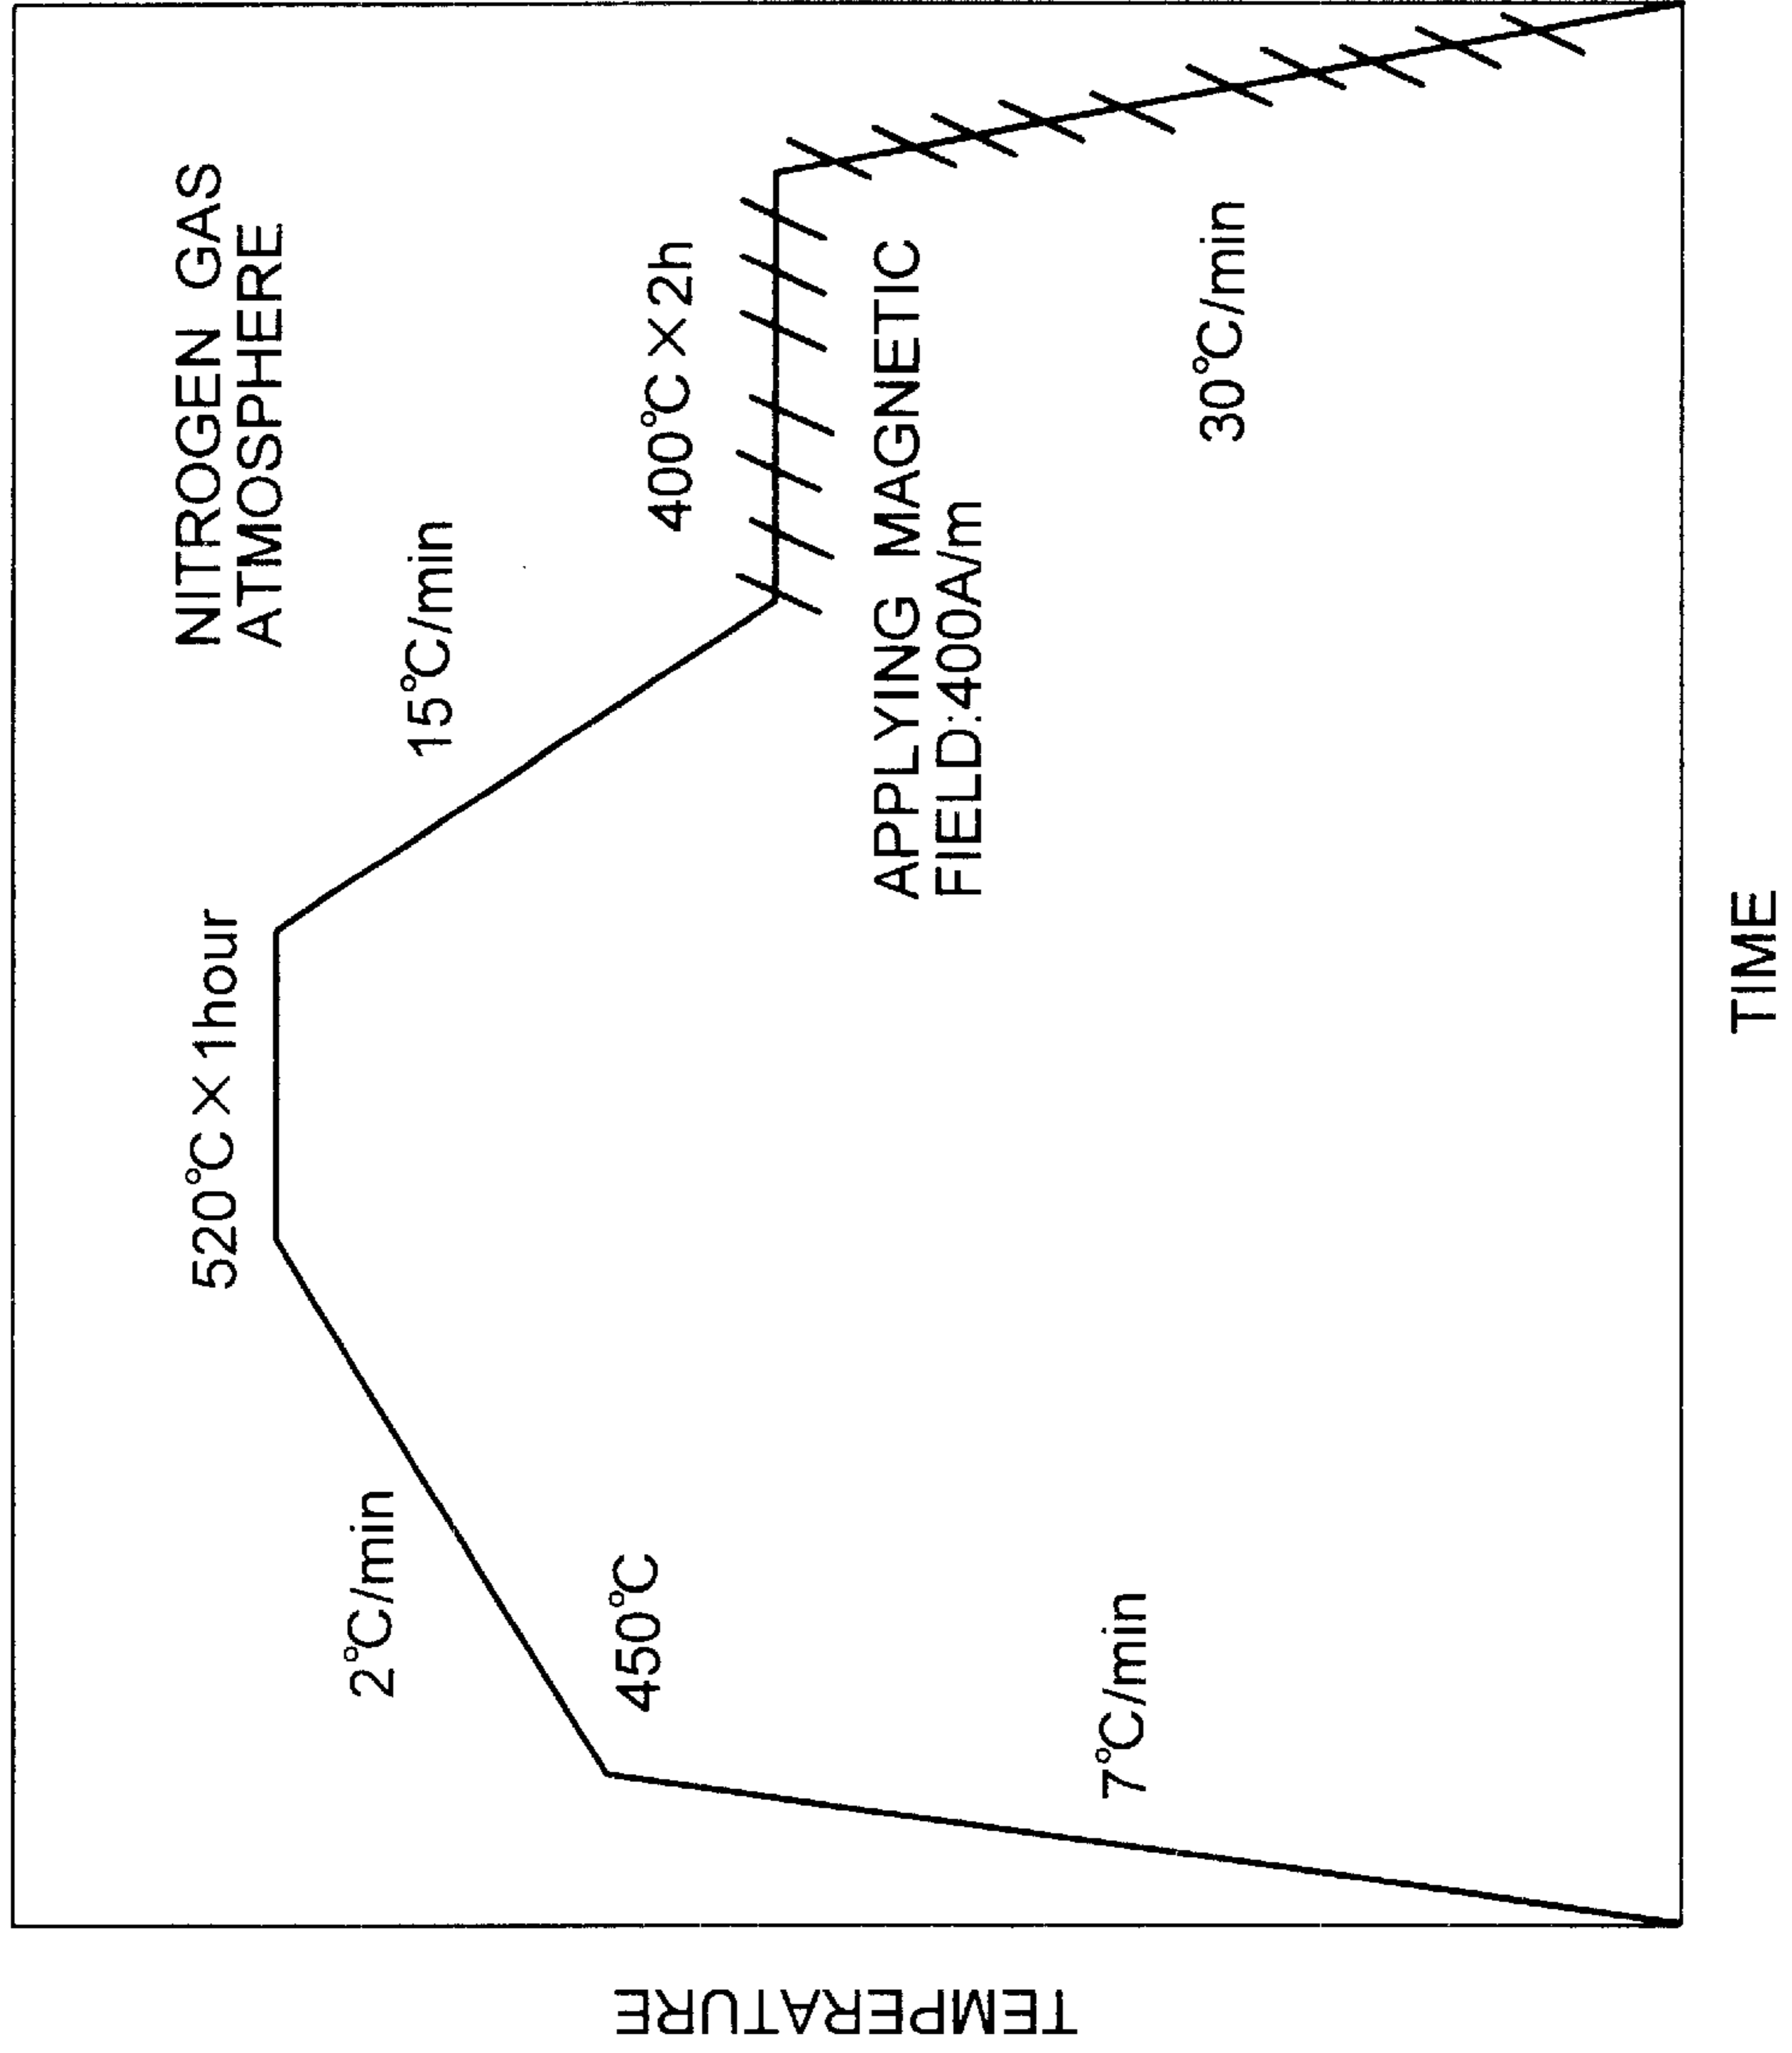 NITROGEN GAS
ATMOSPHERE
520℃×1hour
15℃/min
2℃/min
400℃×2h
450℃
APPLYING MAGNETIC
FIELD:400A/m
7℃/min
30℃/min
TEMPERATURE
TIME